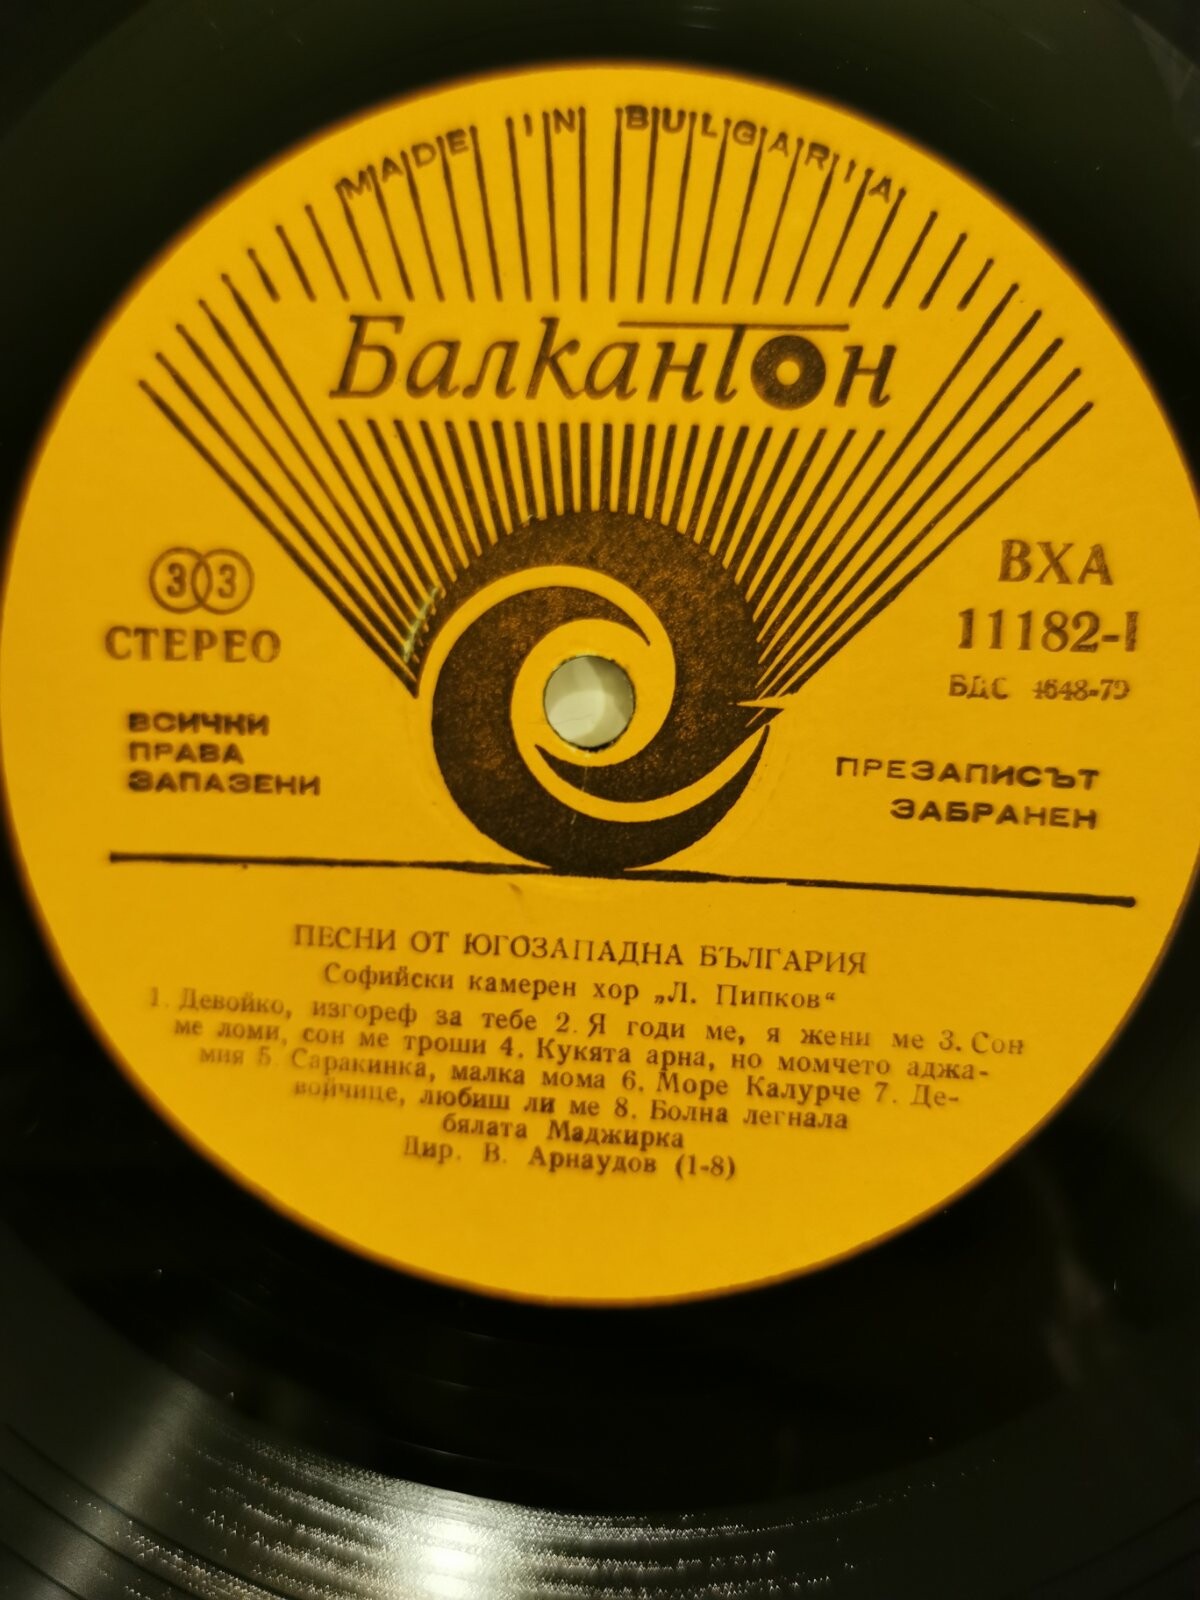 MADE IN BULGARIA
Балкантон
33
СТЕРЕО
ВСИЧКИ
ПРАВА
ЗАПАЗЕНИ
ВХА
11182-I
БДС 4648-79
ПРЕЗАПИСЪТ
ЗАБРАНЕН
ПЕСНИ ОТ ЮГОЗАПАДНА БЪЛГАРИЯ
Софийски камерен хор „Л. Пипков“
1. Девойко, изгореф за тебе 2. Я годи ме, я жени ме 3. Сон
ме ломи, сон ме троши 4. Кукята арна, но момчето аджа-
мия 5. Саракинка, малка мома 6. Море Калурче 7. Де-
войчице, любиш ли ме 8. Болна легнала
бялата Маджирка
Дир. В. Арнаудов (1-8)